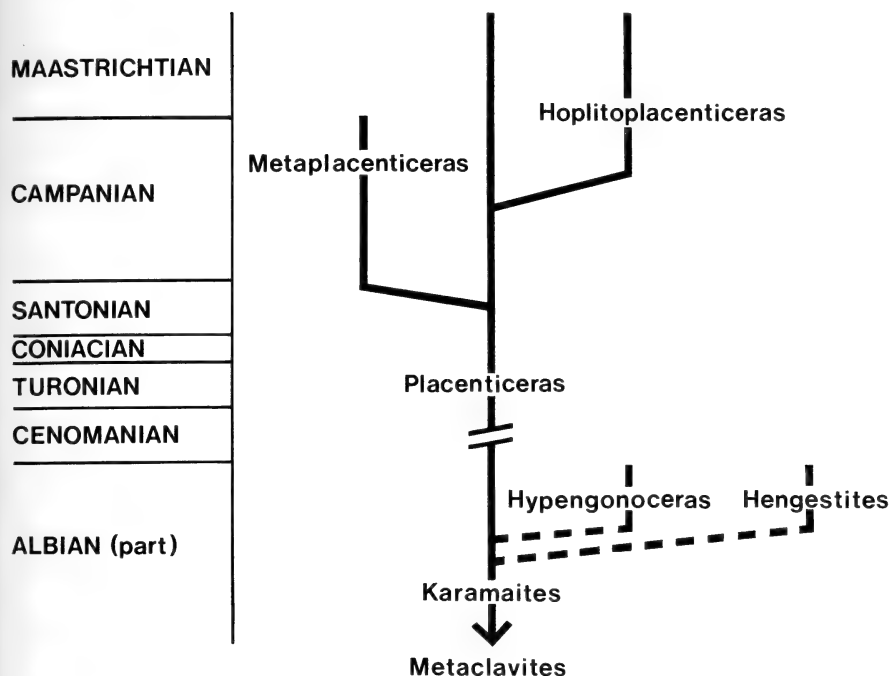 MAASTRICHTIAN
Hoplitoplacenticeras
Metaplacenticeras
CAMPANIAN
SANTONIAN
CONIACIAN
Placenticeras
TURONIAN
CENOMANIAN
Hypengonoceras Hengestites
ALBIAN (part)
Karamaites
Metaclavites